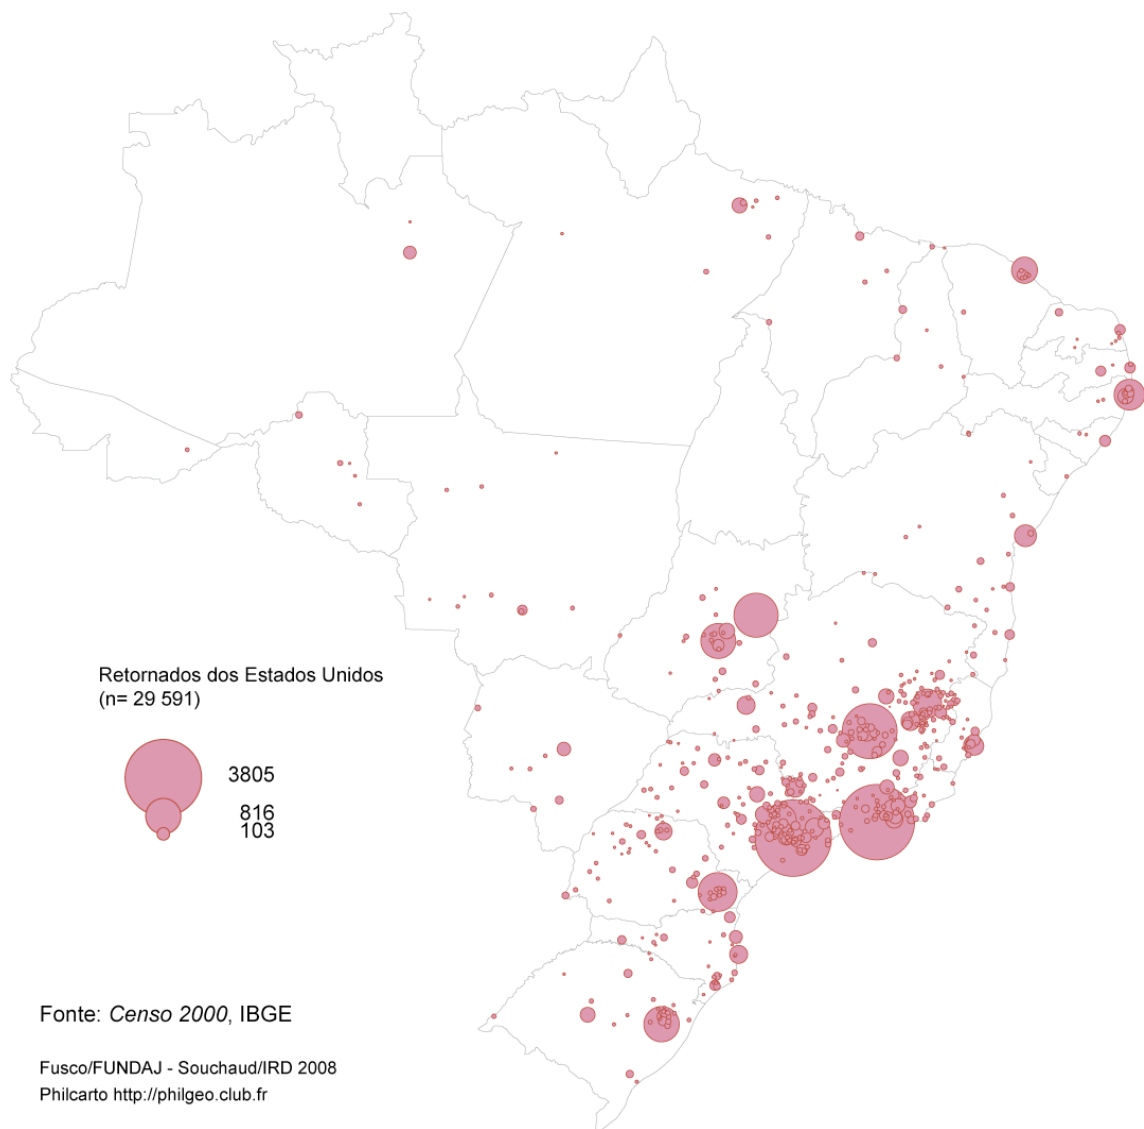 Retornados dos Estados Unidos
(n= 29 591)
3805
816
103
Fonte: Censo 2000, IBGE
Fusco/FUNDAJ - Souchaud/IRD 2008
Philcarto http://philgeo.club.fr